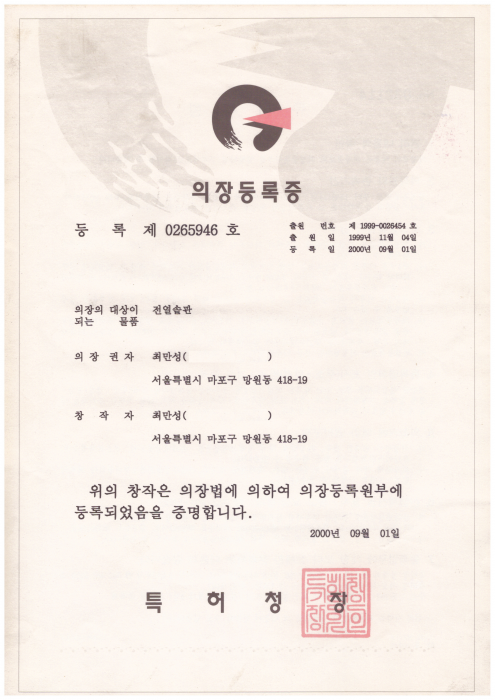 의장등록증
등 록 제 0265946 호
출원 번호 제 1999-0026454 호
출 원 일 1999년 11월 04일
등 록 일 2000년 09월 01일
의장의 대상이 전열솥판
되는 물품
의 장 권 자 최만성( )
서울특별시 마포구 망원동 418-19
창 작 자 최만성( )
서울특별시 마포구 망원동 418-19
위의 창작은 의장법에 의하여 의장등록원부에
등록되었음을 증명합니다.
2000년 09월 01일
특 허 청 장